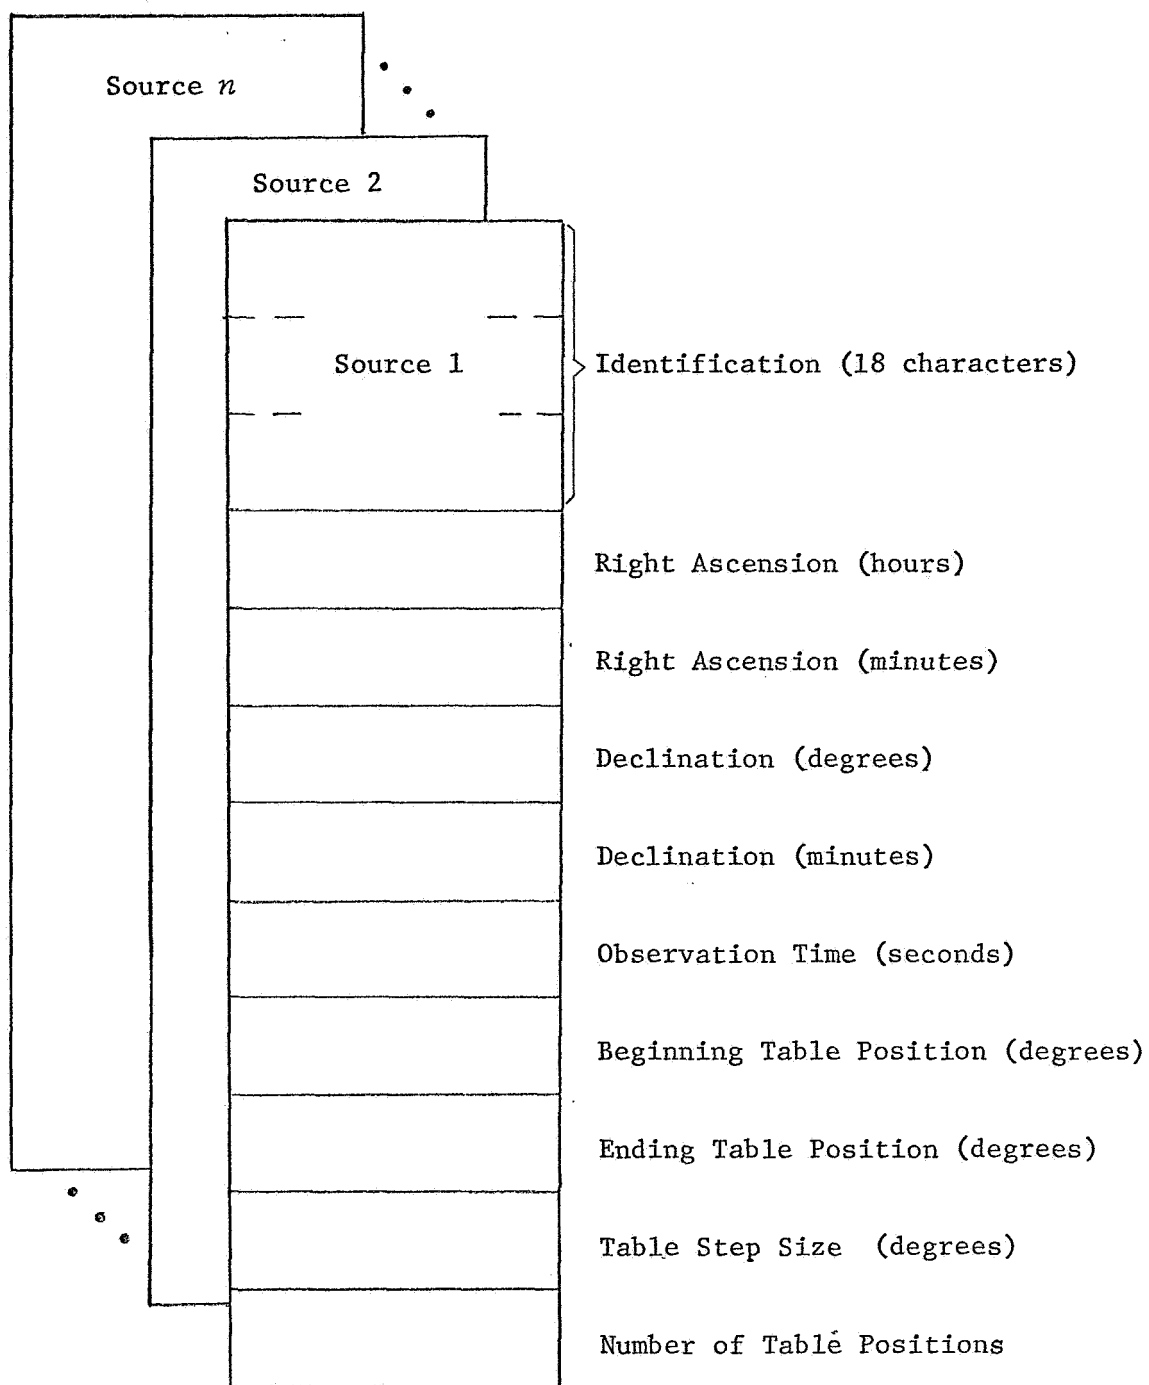 Source n
Source 2
Source 1
Identification (18 characters)
Right Ascension (hours)
Right Ascension (minutes)
Declination (degrees)
Declination (minutes)
Observation Time (seconds)
Beginning Table Position (degrees)
Ending Table Position (degrees)
Table Step Size (degrees)
Number of Table Positions